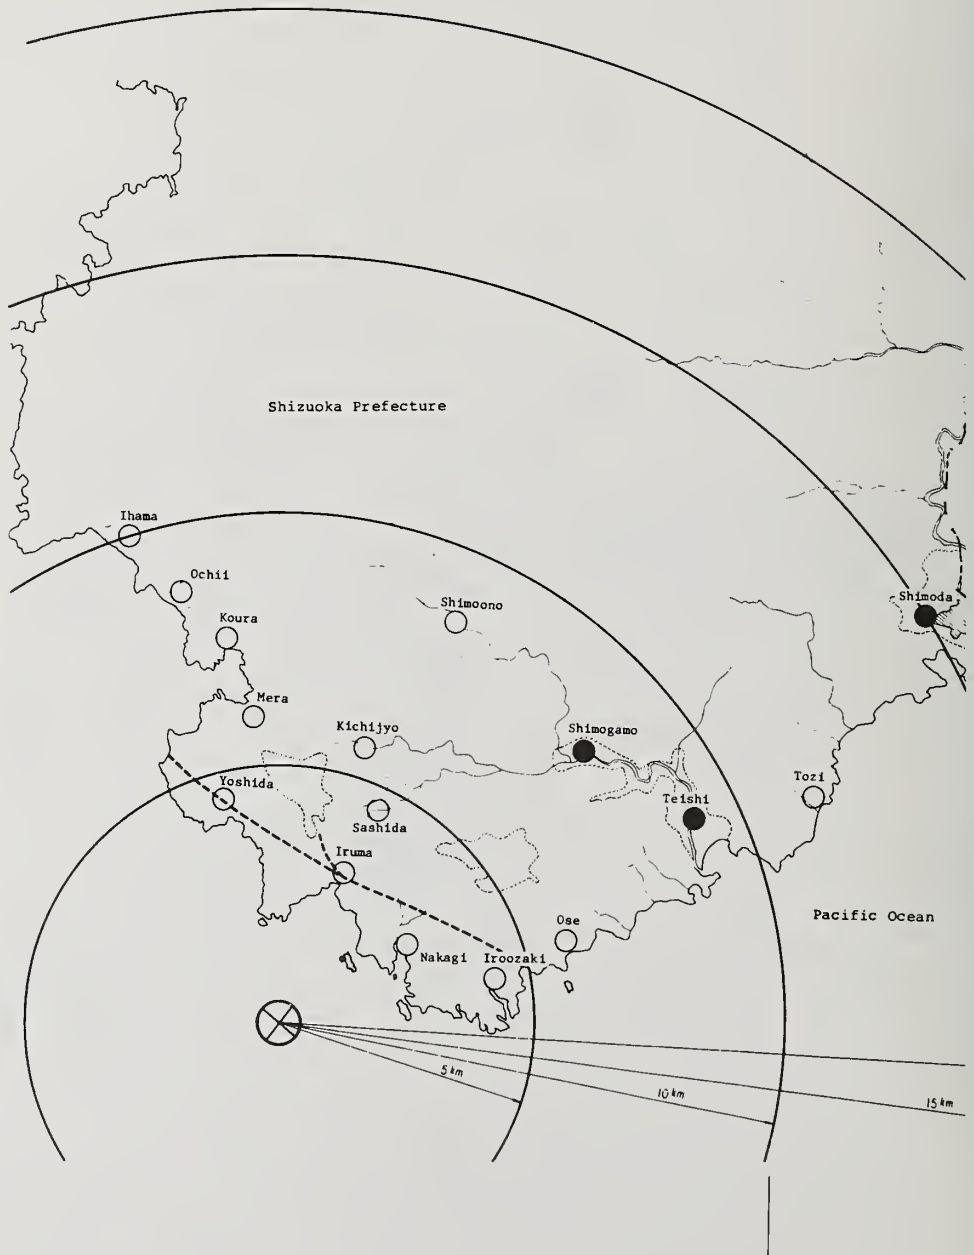 Shizuoka Prefecture
Ihama
Ochii
Shimoda
Shimoono
Koura
Mera
Kichijyo
Shimogamo
Yoshida
Tozi
Teishi
Sashida
Iruma
Pacific Ocean
Ose
Nakagi
Iroozaki
5 km
10 km
15 km